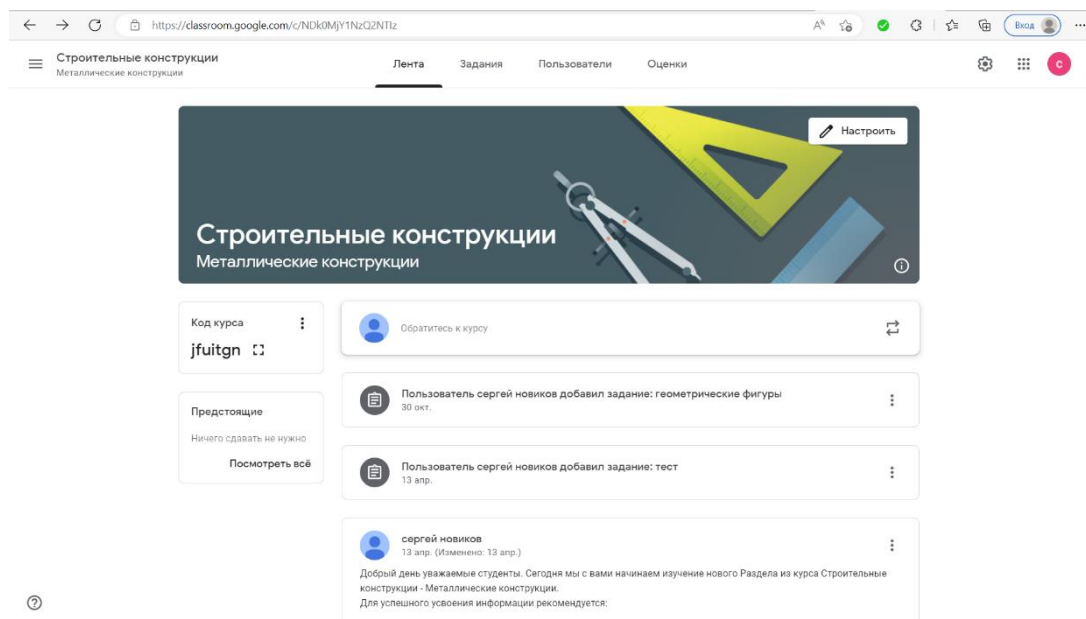 https://classroom.google.com/c/NDk0MjY1NzQ2NTIz
Вход
Строительные конструкции
Металлические конструкции
Лента
Задания
Пользователи
Оценки
с
Настроить
Строительные конструкции
Металлические конструкции
Код курса
jfuitgn
Обратитесь к курсу
Пользователь сергей новиков добавил задание: геометрические фигуры
30 окт.
Предстоящие
Ничего сдавать не нужно
Посмотреть всё
Пользователь сергей новиков добавил задание: тест
13 апр.
сергей новиков
13 апр. (Изменено: 13 апр.)
Добрый день уважаемые студенты. Сегодня мы с вами начинаем изучение нового Раздела из курса Строительные
конструкции - Металлические конструкции.
Для успешного усвоения информации рекомендуется: